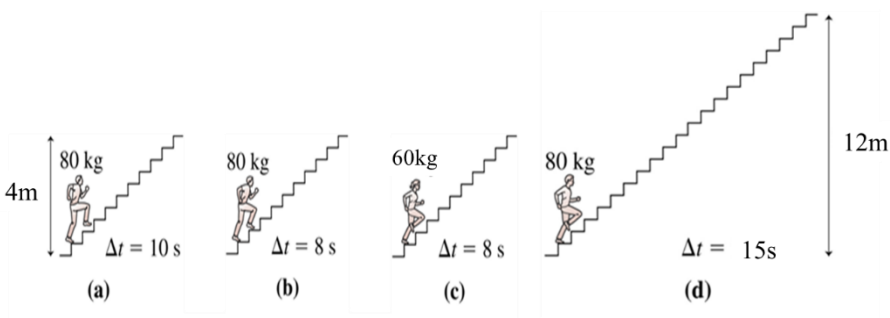 4m
80 kg
Δt = 10 s
(a)
80 kg
Δt = 8 s
(b)
60kg
Δt = 8 s
(c)
80 kg
Δt = 15s
(d)
12m